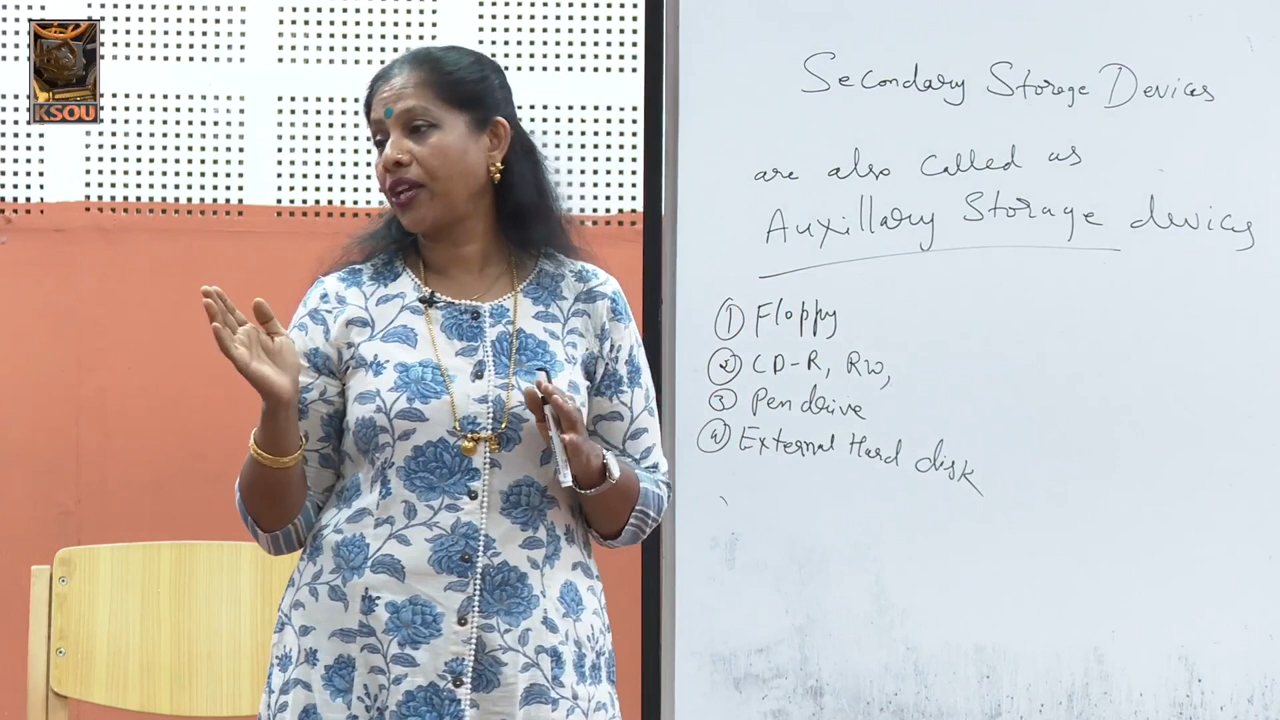 KSOU
Secondary Storage Devices
are also called as
Auxillary Storage devices
① Floppy
② CD-R, RW,
③ Pen drive
④ External Hard disk